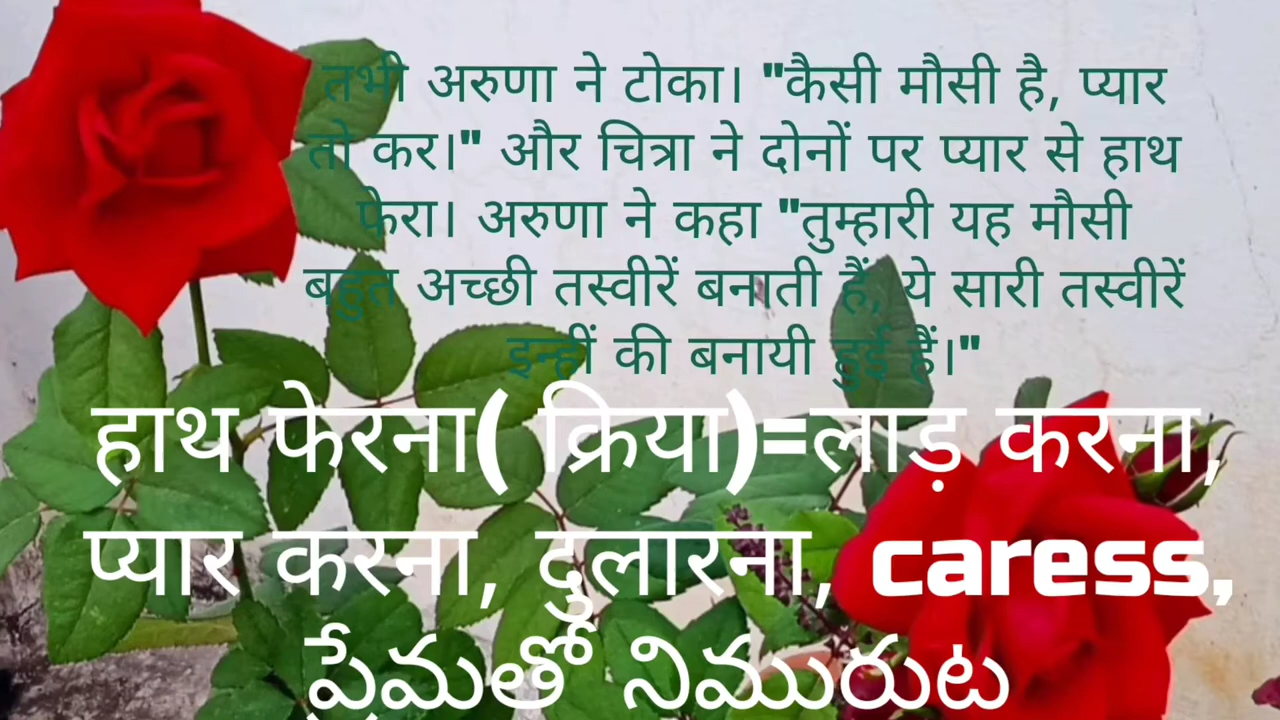 तभी अरुणा ने टोका। "कैसी मौसी है, प्यार
तो कर।" और चित्रा ने दोनों पर प्यार से हाथ
फेरा। अरुणा ने कहा "तुम्हारी यह मौसी
बहुत अच्छी तस्वीरें बनाती हैं, ये सारी तस्वीरें
इन्हीं की बनायी हुई हैं।"
हाथ फेरना( क्रिया)=लाड़ करना,
प्यार करना, दुलारना, caress,
ప్రేమతో నిమురుట